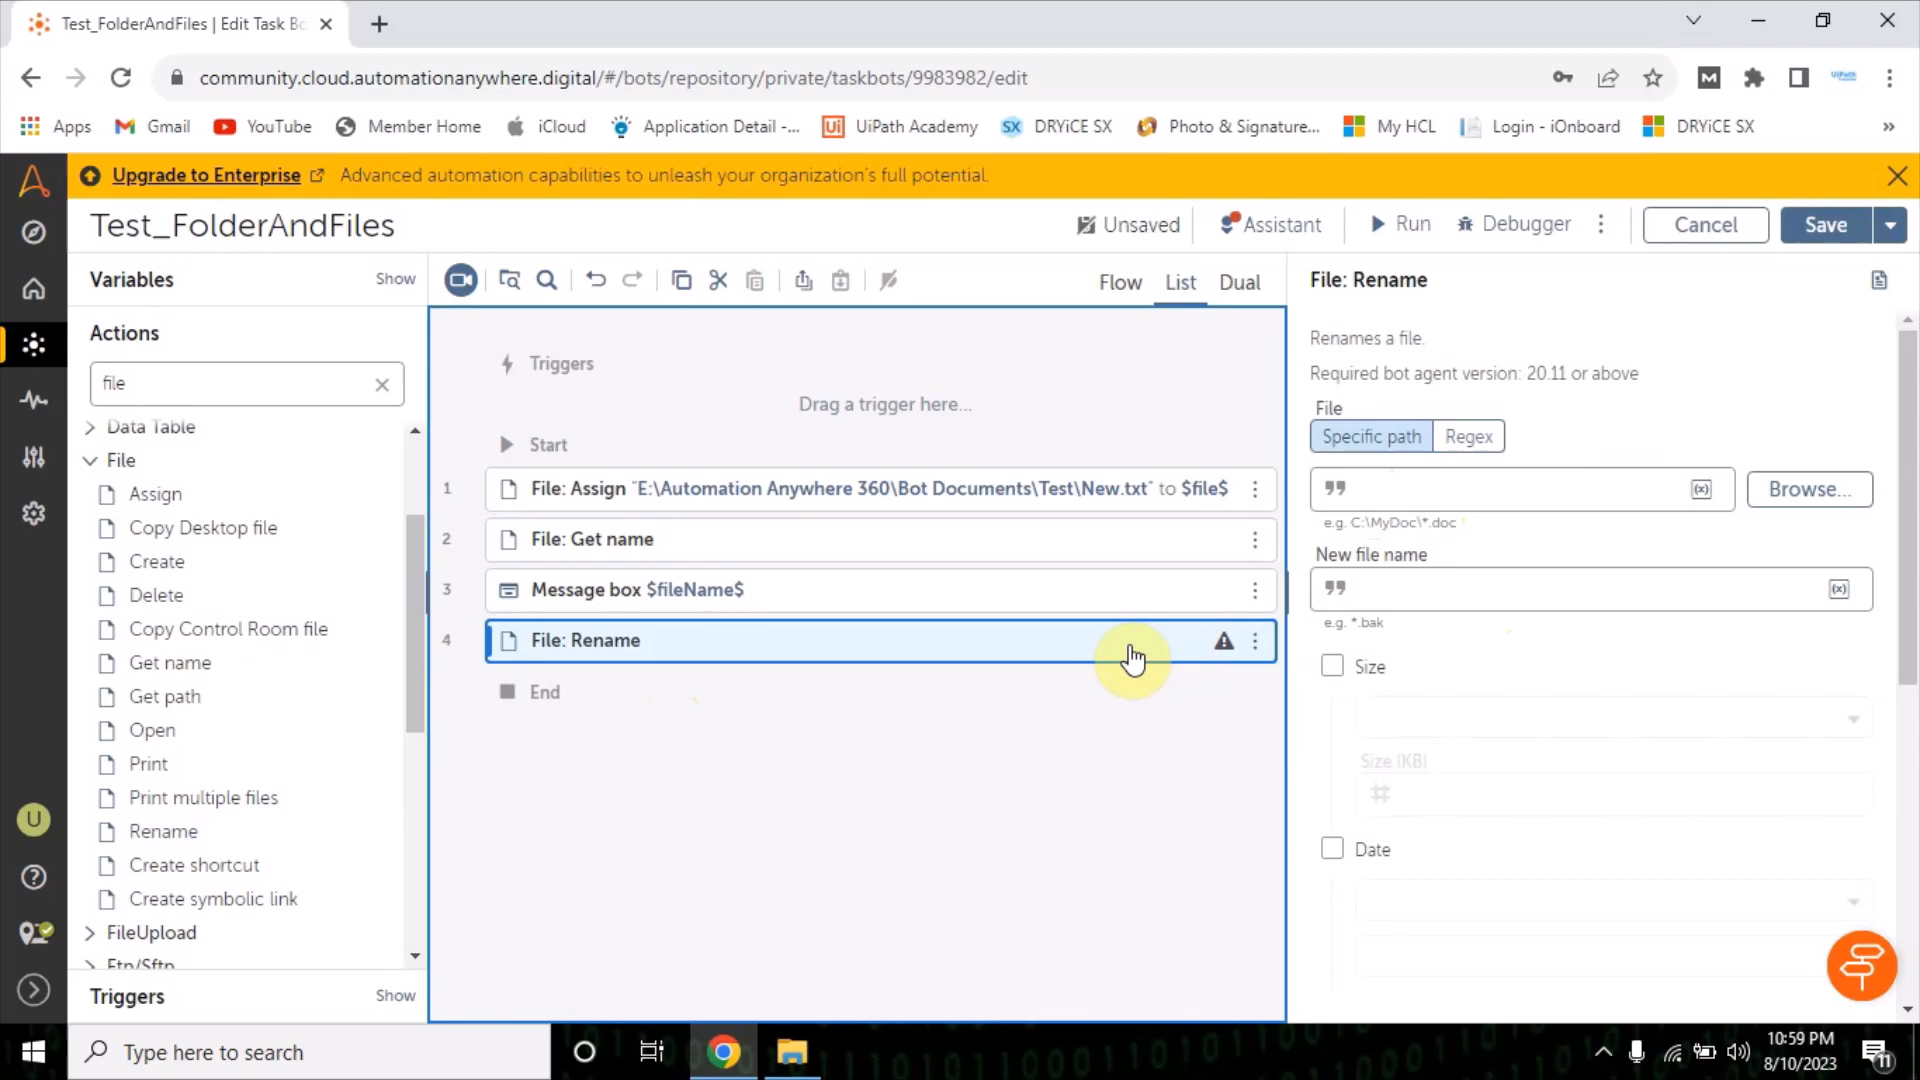 Test_FolderAndFiles | Edit Task Bo
community.cloud.automationanywhere.digital/#/bots/repository/private/taskbots/9983982/edit
M
UiPath
Apps
Gmail
YouTube
Member Home
iCloud
Application Detail -...
Ui
UiPath Academy
SX
DRYiCE SX
Photo & Signature...
My HCL
Login - iOnboard
DRYiCE SX
»
Upgrade to Enterprise
Advanced automation capabilities to unleash your organization's full potential.
Test_FolderAndFiles
Unsaved
Assistant
Run
Debugger
Cancel
Save
Variables
Show
Flow
List
Dual
File: Rename
Actions
file
Data Table
File
Assign
Copy Desktop file
Create
Delete
Copy Control Room file
Get name
Get path
Open
Print
Print multiple files
Rename
Create shortcut
Create symbolic link
FileUpload
Ftp/Sftp
Triggers
Show
U
Triggers
Drag a trigger here...
Start
1
File: Assign "E:\Automation Anywhere 360\Bot Documents\Test\New.txt" to $file$
2
File: Get name
3
Message box $fileName$
4
File: Rename
End
Renames a file.
Required bot agent version: 20.11 or above
File
Specific path
Regex
(x)
Browse...
e.g. C:\MyDoc\*.doc
New file name
(x)
e.g. *.bak
Size
Size (KB)
#
Date
Type here to search
10:59 PM
8/10/2023
11